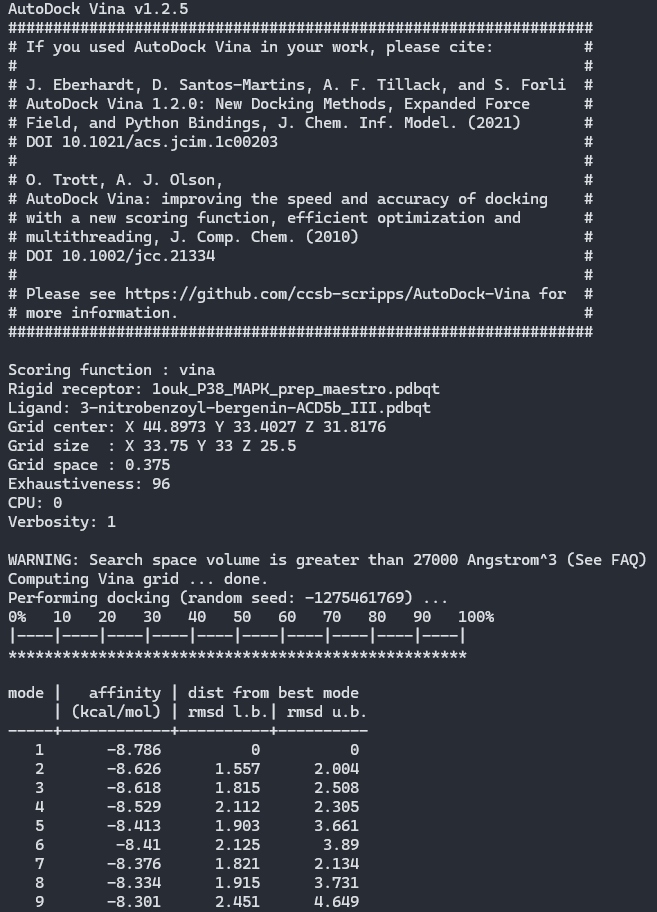 AutoDock Vina v1.2.5
#################################################################
# If you used AutoDock Vina in your work, please cite:          #
#                                                               #
# J. Eberhardt, D. Santos-Martins, A. F. Tillack, and S. Forli  #
# AutoDock Vina 1.2.0: New Docking Methods, Expanded Force      #
# Field, and Python Bindings, J. Chem. Inf. Model. (2021)       #
# DOI 10.1021/acs.jcim.1c00203                                  #
#                                                               #
# O. Trott, A. J. Olson,                                        #
# AutoDock Vina: improving the speed and accuracy of docking    #
# with a new scoring function, efficient optimization and       #
# multithreading, J. Comp. Chem. (2010)                         #
# DOI 10.1002/jcc.21334                                         #
#                                                               #
# Please see https://github.com/ccsb-scripps/AutoDock-Vina for  #
# more information.                                             #
#################################################################

Scoring function : vina
Rigid receptor: 1ouk_P38_MAPK_prep_maestro.pdbqt
Ligand: 3-nitrobenzoyl-bergenin-ACD5b_III.pdbqt
Grid center: X 44.8973 Y 33.4027 Z 31.8176
Grid size  : X 33.75 Y 33 Z 25.5
Grid space : 0.375
Exhaustiveness: 96
CPU: 0
Verbosity: 1

WARNING: Search space volume is greater than 27000 Angstrom^3 (See FAQ)
Computing Vina grid ... done.
Performing docking (random seed: -1275461769) ...
0%   10   20   30   40   50   60   70   80   90   100%
|----|----|----|----|----|----|----|----|----|----|
***************************************************

mode |   affinity | dist from best mode
     | (kcal/mol) | rmsd l.b.| rmsd u.b.
-----+------------+----------+----------
   1       -8.786          0          0
   2       -8.626      1.557      2.004
   3       -8.618      1.815      2.508
   4       -8.529      2.112      2.305
   5       -8.413      1.903      3.661
   6        -8.41      2.125       3.89
   7       -8.376      1.821      2.134
   8       -8.334      1.915      3.731
   9       -8.301      2.451      4.649